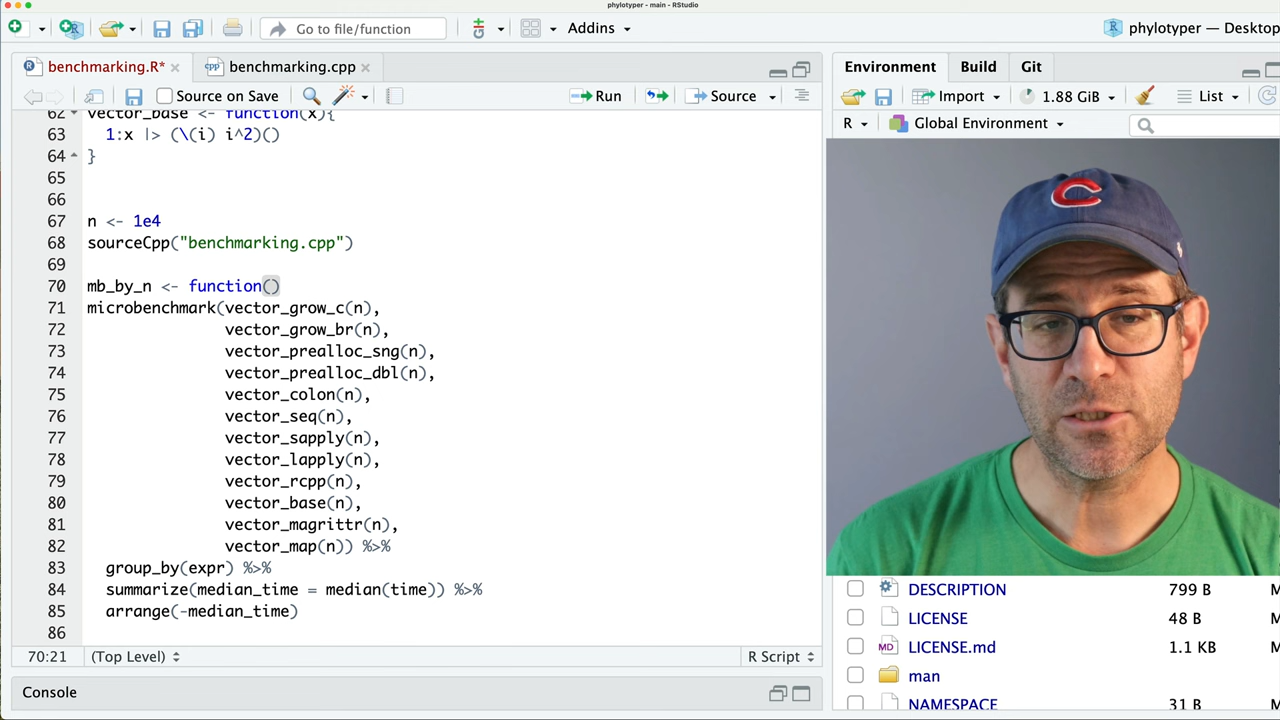 phylotyper - main - RStudio
Go to file/function
Addins
phylotyper — Desktop
benchmarking.R*
benchmarking.cpp
Source on Save
Run
Source
62 vector_base <- function(x){
63 1:x |> (\(i) i^2)()
64 }
65
66
67 n <- 1e4
68 sourceCpp("benchmarking.cpp")
69
70 mb_by_n <- function()
71 microbenchmark(vector_grow_c(n),
72 vector_grow_br(n),
73 vector_prealloc_sng(n),
74 vector_prealloc_dbl(n),
75 vector_colon(n),
76 vector_seq(n),
77 vector_sapply(n),
78 vector_lapply(n),
79 vector_rcpp(n),
80 vector_base(n),
81 vector_magrittr(n),
82 vector_map(n)) %>%
83 group_by(expr) %>%
84 summarize(median_time = median(time)) %>%
85 arrange(-median_time)
86
70:21 (Top Level) R Script
Console
Environment Build Git
Import 1.88 GiB List
R Global Environment
C
DESCRIPTION 799 B M
LICENSE 48 B M
MD LICENSE.md 1.1 KB M
man
NAMESPACE 31 B M